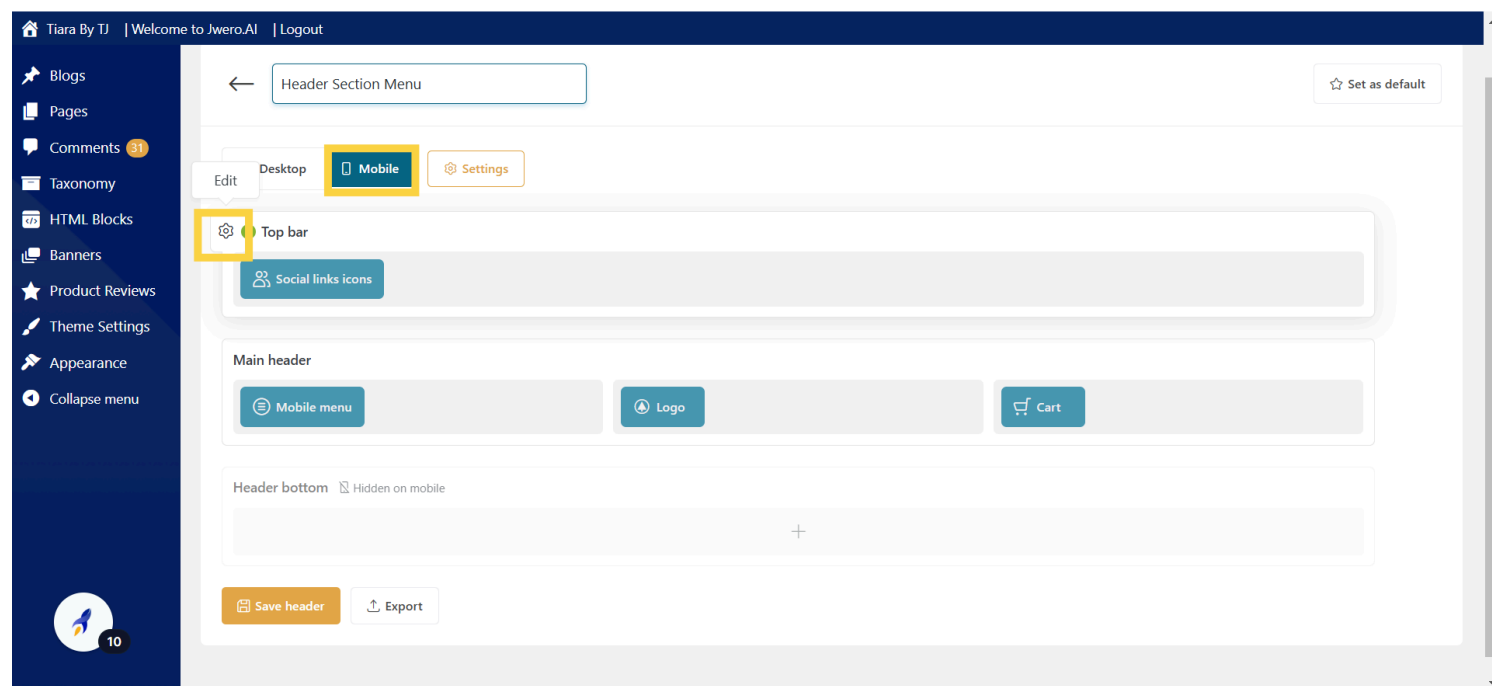 Tiara By TJ | Welcome to Jwero.AI | Logout
Blogs
Pages
Comments 31
Taxonomy
HTML Blocks
Banners
Product Reviews
Theme Settings
Appearance
Collapse menu
10
Header Section Menu
Set as default
Desktop Mobile Settings
Edit
Top bar
Social links icons
Main header
Mobile menu Logo Cart
Header bottom Hidden on mobile
Save header Export